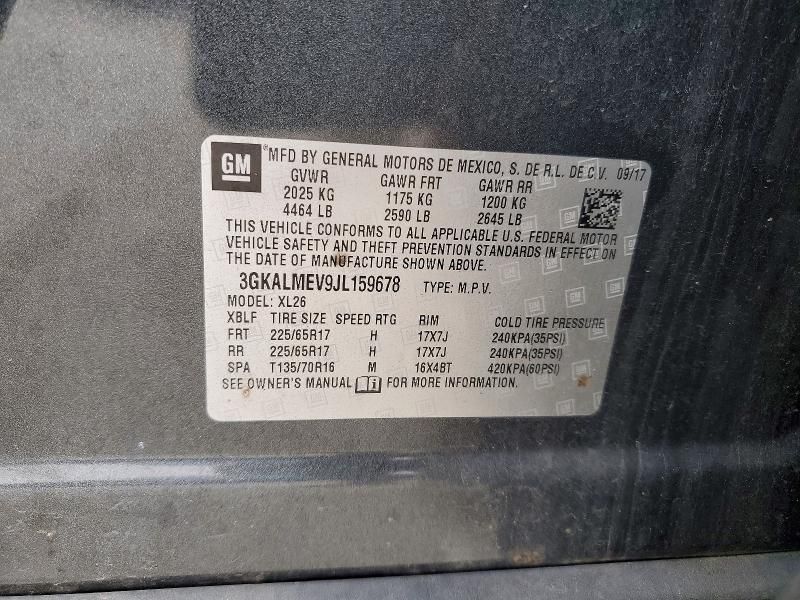 GM ®MFD BY GENERAL MOTORS DE MEXICO, S. DE R.L. DE C.V. 09/17
GVWR GAWR FRT GAWR RR
2025 KG 1175 KG 1200 KG
4464 LB 2590 LB 2645 LB
THIS VEHICLE CONFORMS TO ALL APPLICABLE U.S. FEDERAL MOTOR
VEHICLE SAFETY AND THEFT PREVENTION STANDARDS IN EFFECT ON
THE DATE OF MANUFACTURE SHOWN ABOVE.
3GKALMEV9JL159678 TYPE: M.P.V.
MODEL: XL26
XBLF TIRE SIZE SPEED RTG RIM COLD TIRE PRESSURE
FRT 225/65R17 H 17X7J 240KPA(35PSI)
RR 225/65R17 H 17X7J 240KPA(35PSI)
SPA T135/70R16 M 16X4BT 420KPA(60PSI)
SEE OWNER'S MANUAL i FOR MORE INFORMATION.